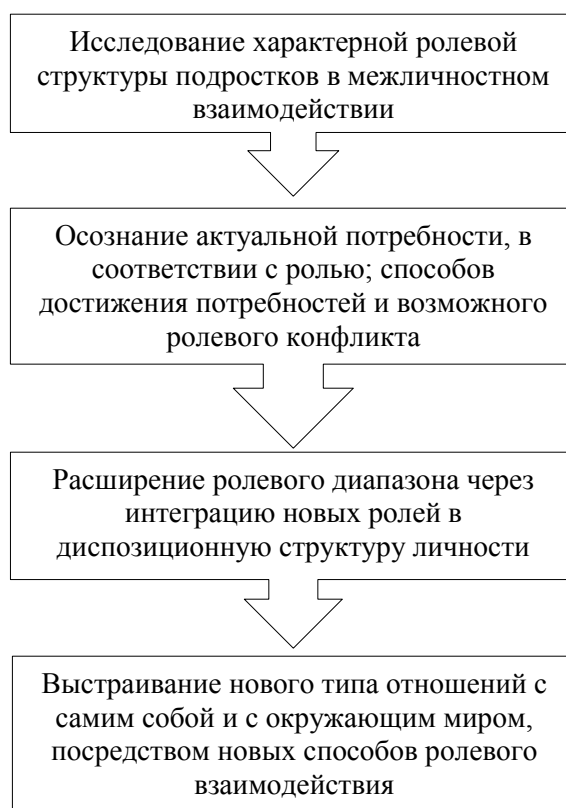 Исследование характерной ролевой
структуры подростков в межличностном
взаимодействии
Осознание актуальной потребности, в
соответствии с ролью; способов
достижения потребностей и возможного
ролевого конфликта
Расширение ролевого диапазона через
интеграцию новых ролей в
диспозиционную структуру личности
Выстраивание нового типа отношений с
самим собой и с окружающим миром,
посредством новых способов ролевого
взаимодействия